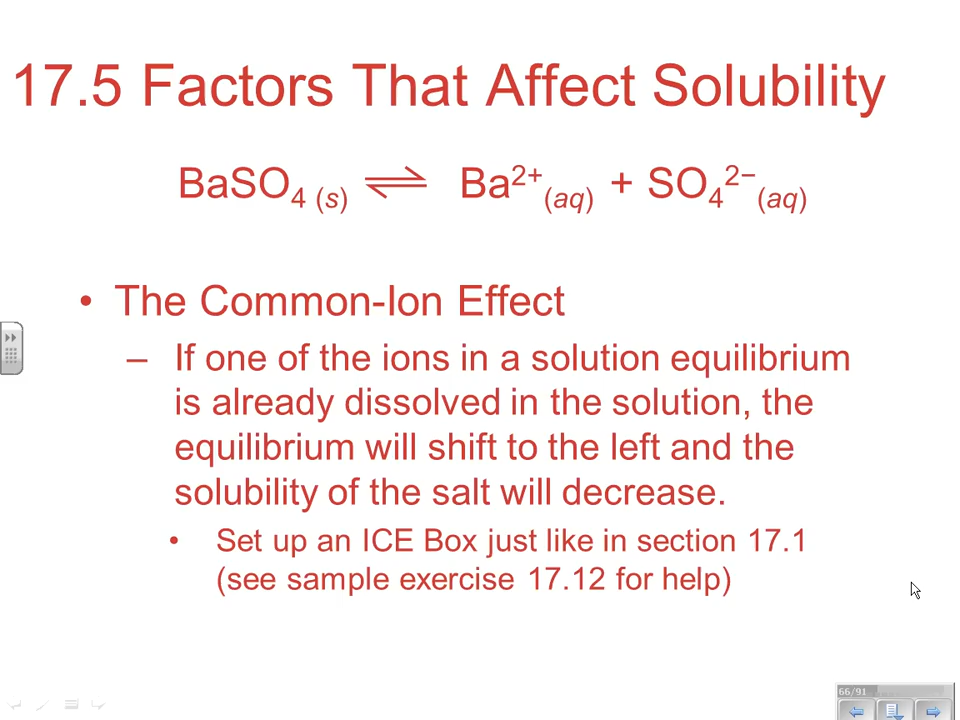 17.5 Factors That Affect Solubility
BaSO₄ (s) ⇌ Ba²⁺(aq) + SO₄²⁻(aq)
• The Common-Ion Effect
– If one of the ions in a solution equilibrium
is already dissolved in the solution, the
equilibrium will shift to the left and the
solubility of the salt will decrease.
• Set up an ICE Box just like in section 17.1
(see sample exercise 17.12 for help)
66/91